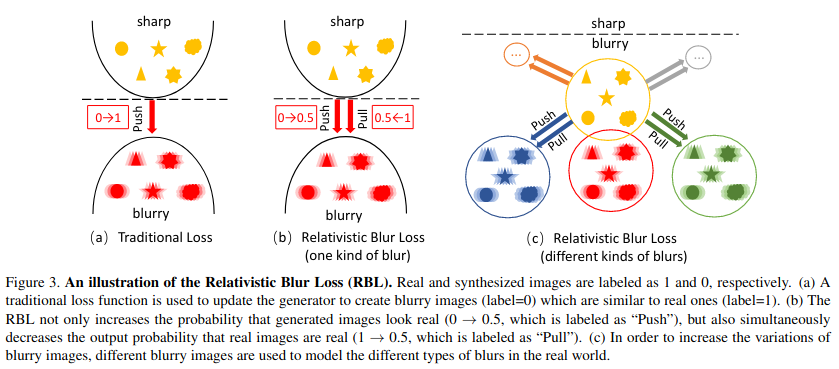 sharp
0→1
Push
blurry
(a) Traditional Loss
sharp
0→0.5
Push
Pull
0.5←1
blurry
(b) Relativistic Blur Loss
(one kind of blur)
sharp
blurry
...
...
Push
Pull
Push
Pull
(c) Relativistic Blur Loss
(different kinds of blurs)
Figure 3. An illustration of the Relativistic Blur Loss (RBL). Real and synthesized images are labeled as 1 and 0, respectively. (a) A
traditional loss function is used to update the generator to create blurry images (label=0) which are similar to real ones (label=1). (b) The
RBL not only increases the probability that generated images look real (0 → 0.5, which is labeled as “Push”), but also simultaneously
decreases the output probability that real images are real (1 → 0.5, which is labeled as “Pull”). (c) In order to increase the variations of
blurry images, different blurry images are used to model the different types of blurs in the real world.